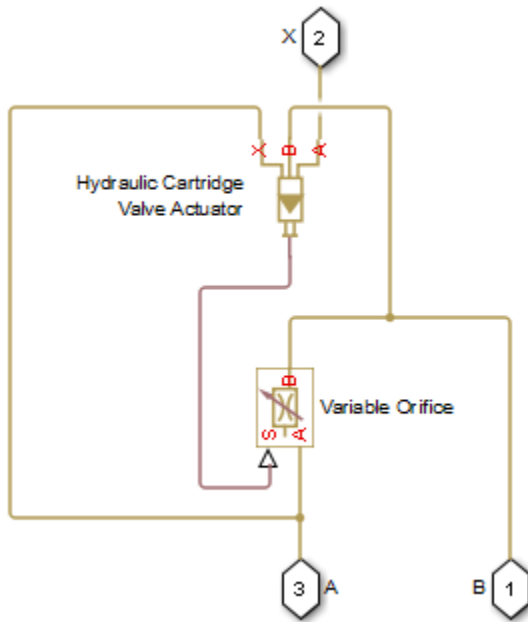 X 2
X B A
Hydraulic Cartridge
Valve Actuator
B
Variable Orifice
S A
3 A
B 1